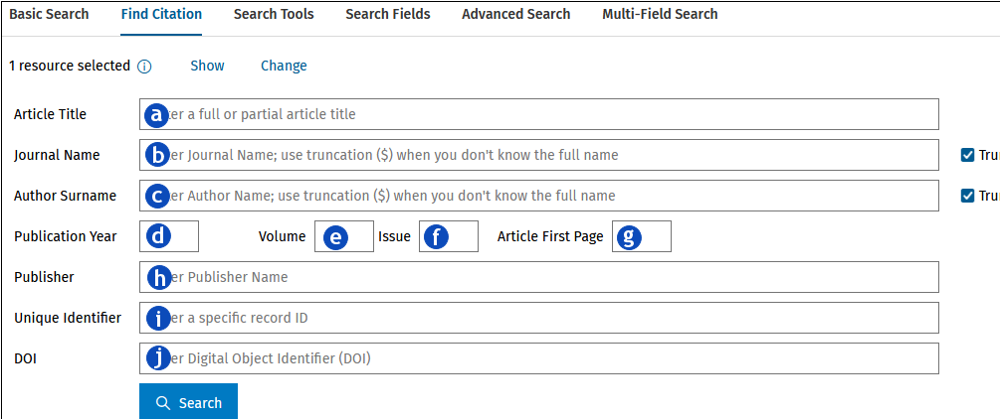 Basic Search Find Citation Search Tools Search Fields Advanced Search Multi-Field Search
1 resource selected Show Change
Article Title a er a full or partial article title
Journal Name b er Journal Name; use truncation ($) when you don't know the full name Tru
Author Surname c er Author Name; use truncation ($) when you don't know the full name Tru
Publication Year d Volume e Issue f Article First Page g
Publisher h er Publisher Name
Unique Identifier i er a specific record ID
DOI j er Digital Object Identifier (DOI)
Search